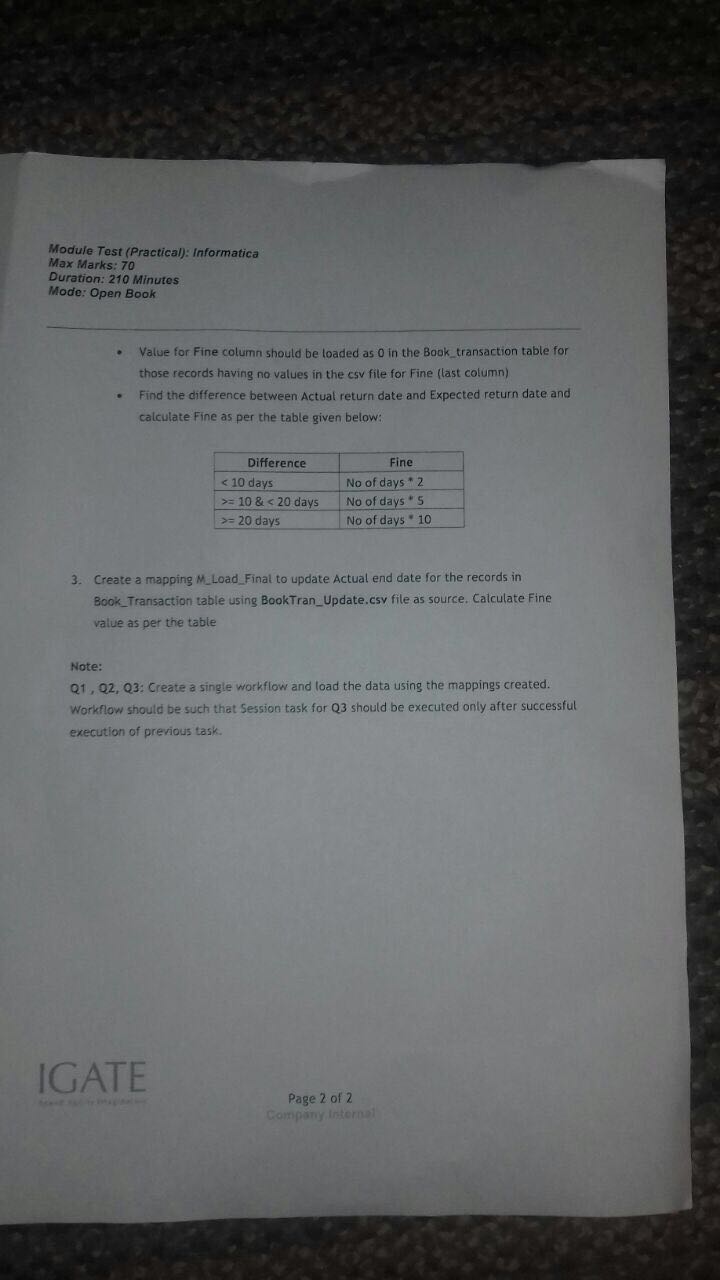 Module Test (Practical): Informatica
Max Marks: 70
Duration: 210 Minutes
Mode: Open Book
• Value for Fine column should be loaded as 0 in the Book_transaction table for
those records having no values in the csv file for Fine (last column)
• Find the difference between Actual return date and Expected return date and
calculate Fine as per the table given below:
Difference Fine
< 10 days No of days * 2
>= 10 & < 20 days No of days * 5
>= 20 days No of days * 10
3. Create a mapping M_Load_Final to update Actual end date for the records in
Book_Transaction table using BookTran_Update.csv file as source. Calculate Fine
value as per the table
Note:
Q1 , Q2, Q3: Create a single workflow and load the data using the mappings created.
Workflow should be such that Session task for Q3 should be executed only after successful
execution of previous task.
IGATE
Page 2 of 2
Company Internal